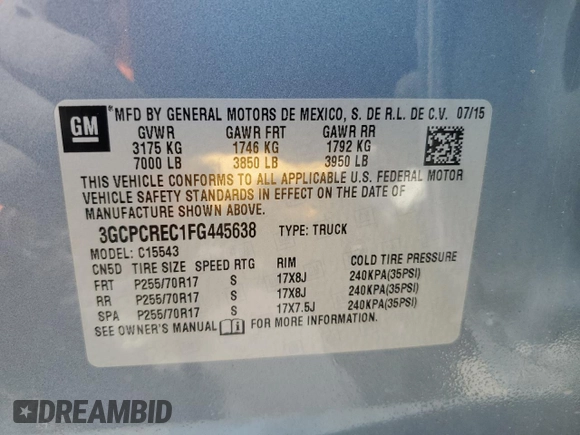 GM
*MFD BY GENERAL MOTORS DE MEXICO, S. DE R.L. DE C.V. 07/15
GVWR GAWR FRT GAWR RR
3175 KG 1746 KG 1792 KG
7000 LB 3850 LB 3950 LB
THIS VEHICLE CONFORMS TO ALL APPLICABLE U.S. FEDERAL MOTOR
VEHICLE SAFETY STANDARDS IN EFFECT ON THE DATE OF
MANUFACTURE SHOWN ABOVE.
3GCPCREC1FG445638 TYPE: TRUCK
MODEL: C15543
CN5D TIRE SIZE SPEED RTG RIM COLD TIRE PRESSURE
FRT P255/70R17 S 17X8J 240KPA(35PSI)
RR P255/70R17 S 17X8J 240KPA(35PSI)
SPA P255/70R17 S 17X7.5J 240KPA(35PSI)
SEE OWNER'S MANUAL FOR MORE INFORMATION.
DREAMBID